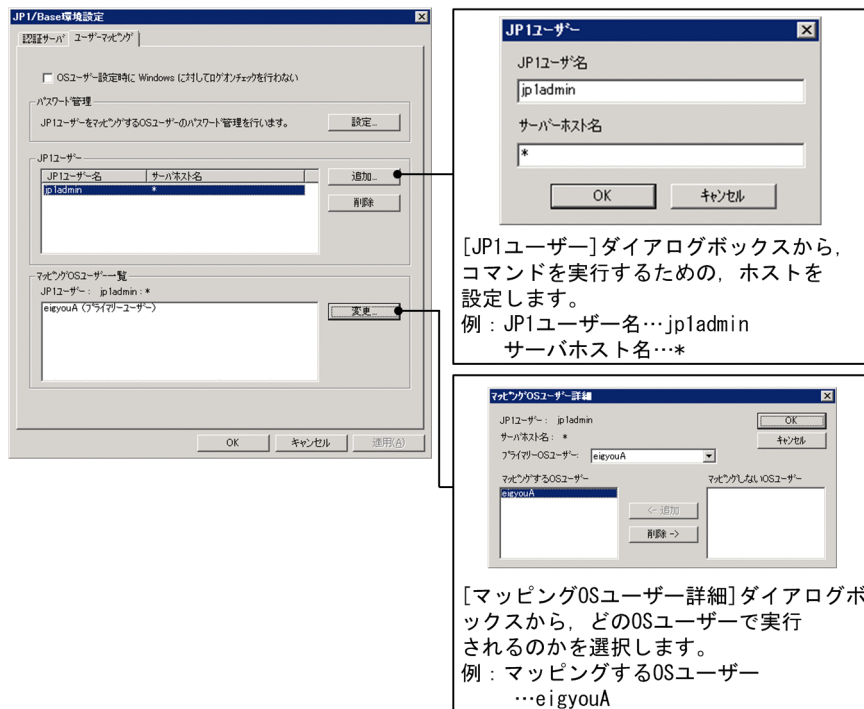 JP1/Base環境設定
認証サーバ ユーザーマッピング
OSユーザー設定時に Windows に対してログオンチェックを行わない
パスワード管理
JP1ユーザーをマッピングするOSユーザーのパスワード管理を行います。 設定...
JP1ユーザー
JP1ユーザー名 サーバホスト名
jp1admin *
追加...
削除
マッピングOSユーザー一覧
JP1ユーザー： jp1admin : *
eigyouA (プライマリーユーザー)
変更...
OK キャンセル 適用(A)
JP1ユーザー
JP1ユーザ名
jp1admin
サーバーホスト名
*
OK キャンセル
[JP1ユーザー]ダイアログボックスから，
コマンドを実行するための，ホストを
設定します。
例：JP1ユーザー名…jp1admin
サーバホスト名…*
マッピングOSユーザー詳細
JP1ユーザー： jp1admin
サーバホスト名： *
プライマリーOSユーザー： eigyouA
OK
キャンセル
マッピングするOSユーザー マッピングしないOSユーザー
eigyouA
<- 追加
削除 ->
[マッピングOSユーザー詳細]ダイアログボ
ックスから，どのOSユーザーで実行
されるのかを選択します。
例：マッピングするOSユーザー
…eigyouA